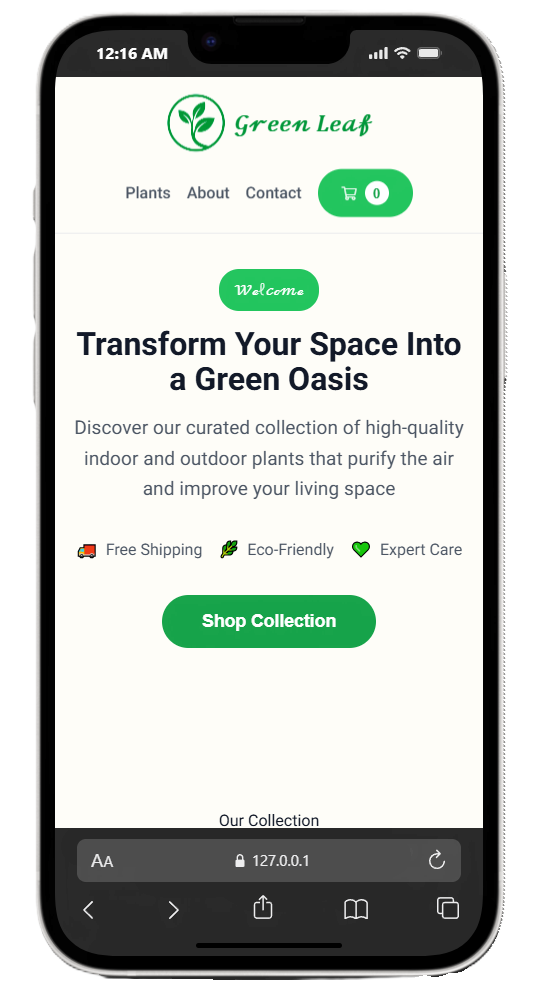 12:16 AM
Green Leaf
Plants About Contact 0
Welcome
Transform Your Space Into
a Green Oasis
Discover our curated collection of high-quality
indoor and outdoor plants that purify the air
and improve your living space
Free Shipping Eco-Friendly Expert Care
Shop Collection
Our Collection
AA 127.0.0.1